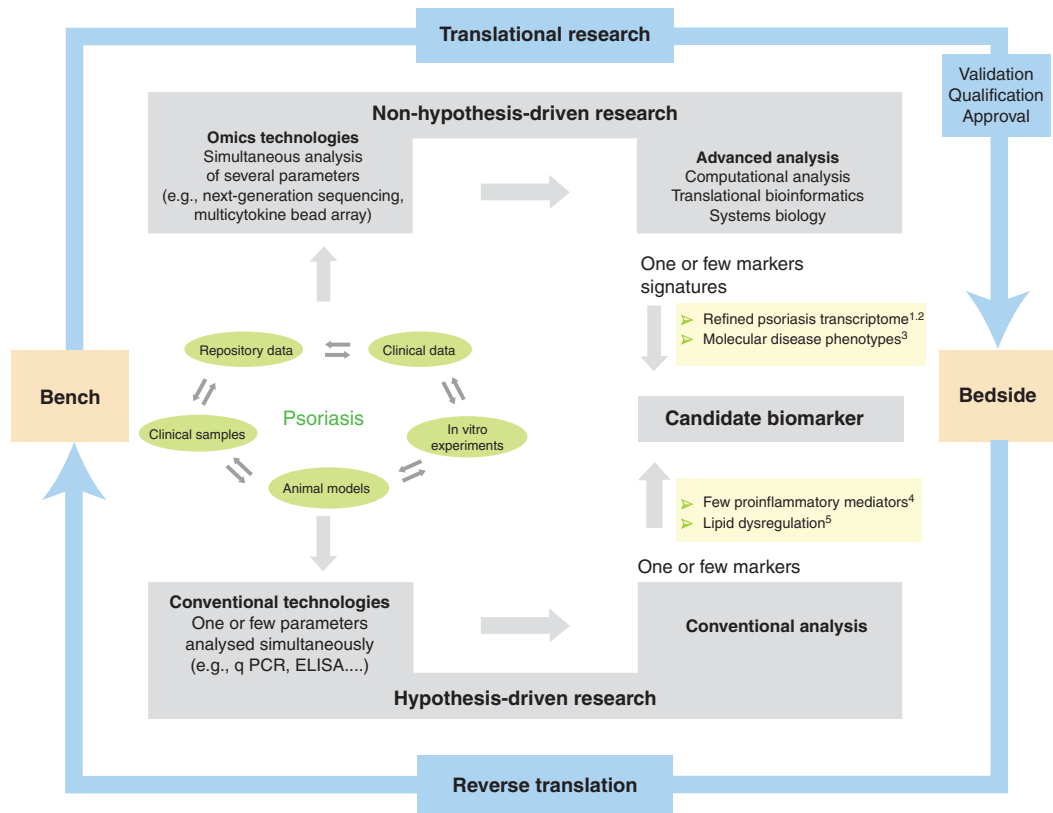 Translational research
Validation
Qualification
Approval
Non-hypothesis-driven research
Omics technologies
Simultaneous analysis
of several parameters
(e.g., next-generation sequencing,
multicytokine bead array)
Advanced analysis
Computational analysis
Translational bioinformatics
Systems biology
One or few markers
signatures
Refined psoriasis transcriptome1.2
Molecular disease phenotypes3
Repository data
Clinical data
Bench
Psoriasis
Clinical samples
In vitro
experiments
Animal models
Candidate biomarker
Bedside
Few proinflammatory mediators4
Lipid dysregulation5
One or few markers
Conventional technologies
One or few parameters
analysed simultaneously
(e.g., q PCR, ELISA....)
Conventional analysis
Hypothesis-driven research
Reverse translation